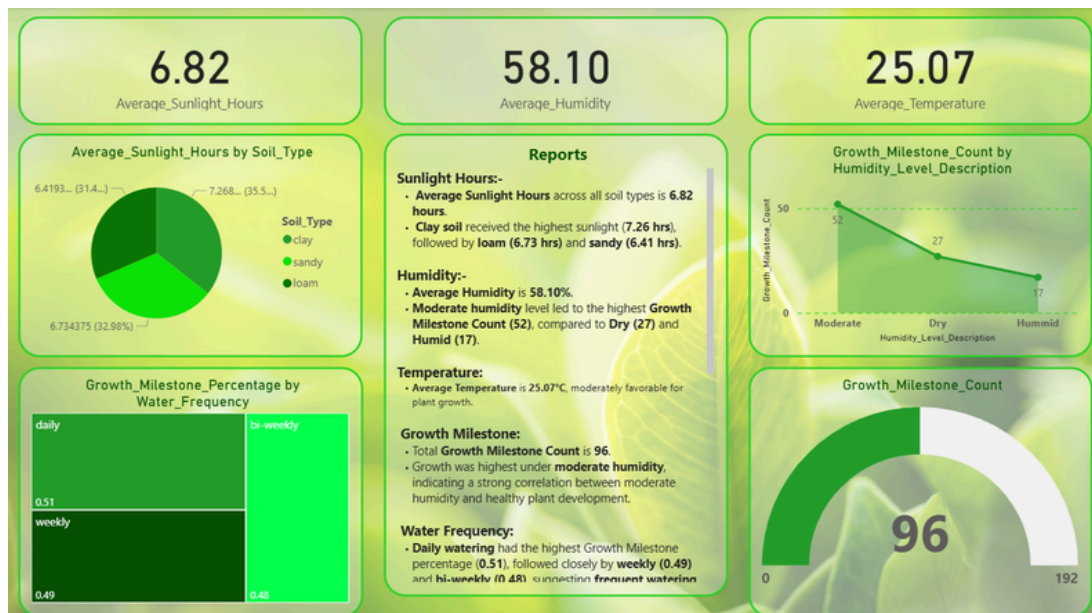 6.82
Average_Sunlight_Hours
58.10
Average_Humidity
25.07
Average_Temperature
Average_Sunlight_Hours by Soil_Type
6.4193... (31.4...)
7.268... (35.5...)
6.734375 (32.98%)
Soil_Type
clay
sandy
loam
Reports
Sunlight Hours:-
• Average Sunlight Hours across all soil types is 6.82
hours.
• Clay soil received the highest sunlight (7.26 hrs),
followed by loam (6.73 hrs) and sandy (6.41 hrs).
Humidity:-
• Average Humidity is 58.10%.
• Moderate humidity level led to the highest Growth
Milestone Count (52), compared to Dry (27) and
Humid (17).
Temperature:
• Average Temperature is 25.07°C, moderately favorable for
plant growth.
Growth Milestone:
• Total Growth Milestone Count is 96.
• Growth was highest under moderate humidity,
indicating a strong correlation between moderate
humidity and healthy plant development.
Water Frequency:
• Daily watering had the highest Growth Milestone
percentage (0.51), followed closely by weekly (0.49)
and bi-weekly (0.48), suggesting frequent watering
Growth_Milestone_Count by
Humidity_Level_Description
Growth_Milestone_Count
50
0
52
27
17
Moderate
Dry
Hummid
Humidity_Level_Description
Growth_Milestone_Percentage by
Water_Frequency
daily
0.51
weekly
0.49
bi-weekly
0.48
Growth_Milestone_Count
96
0
192